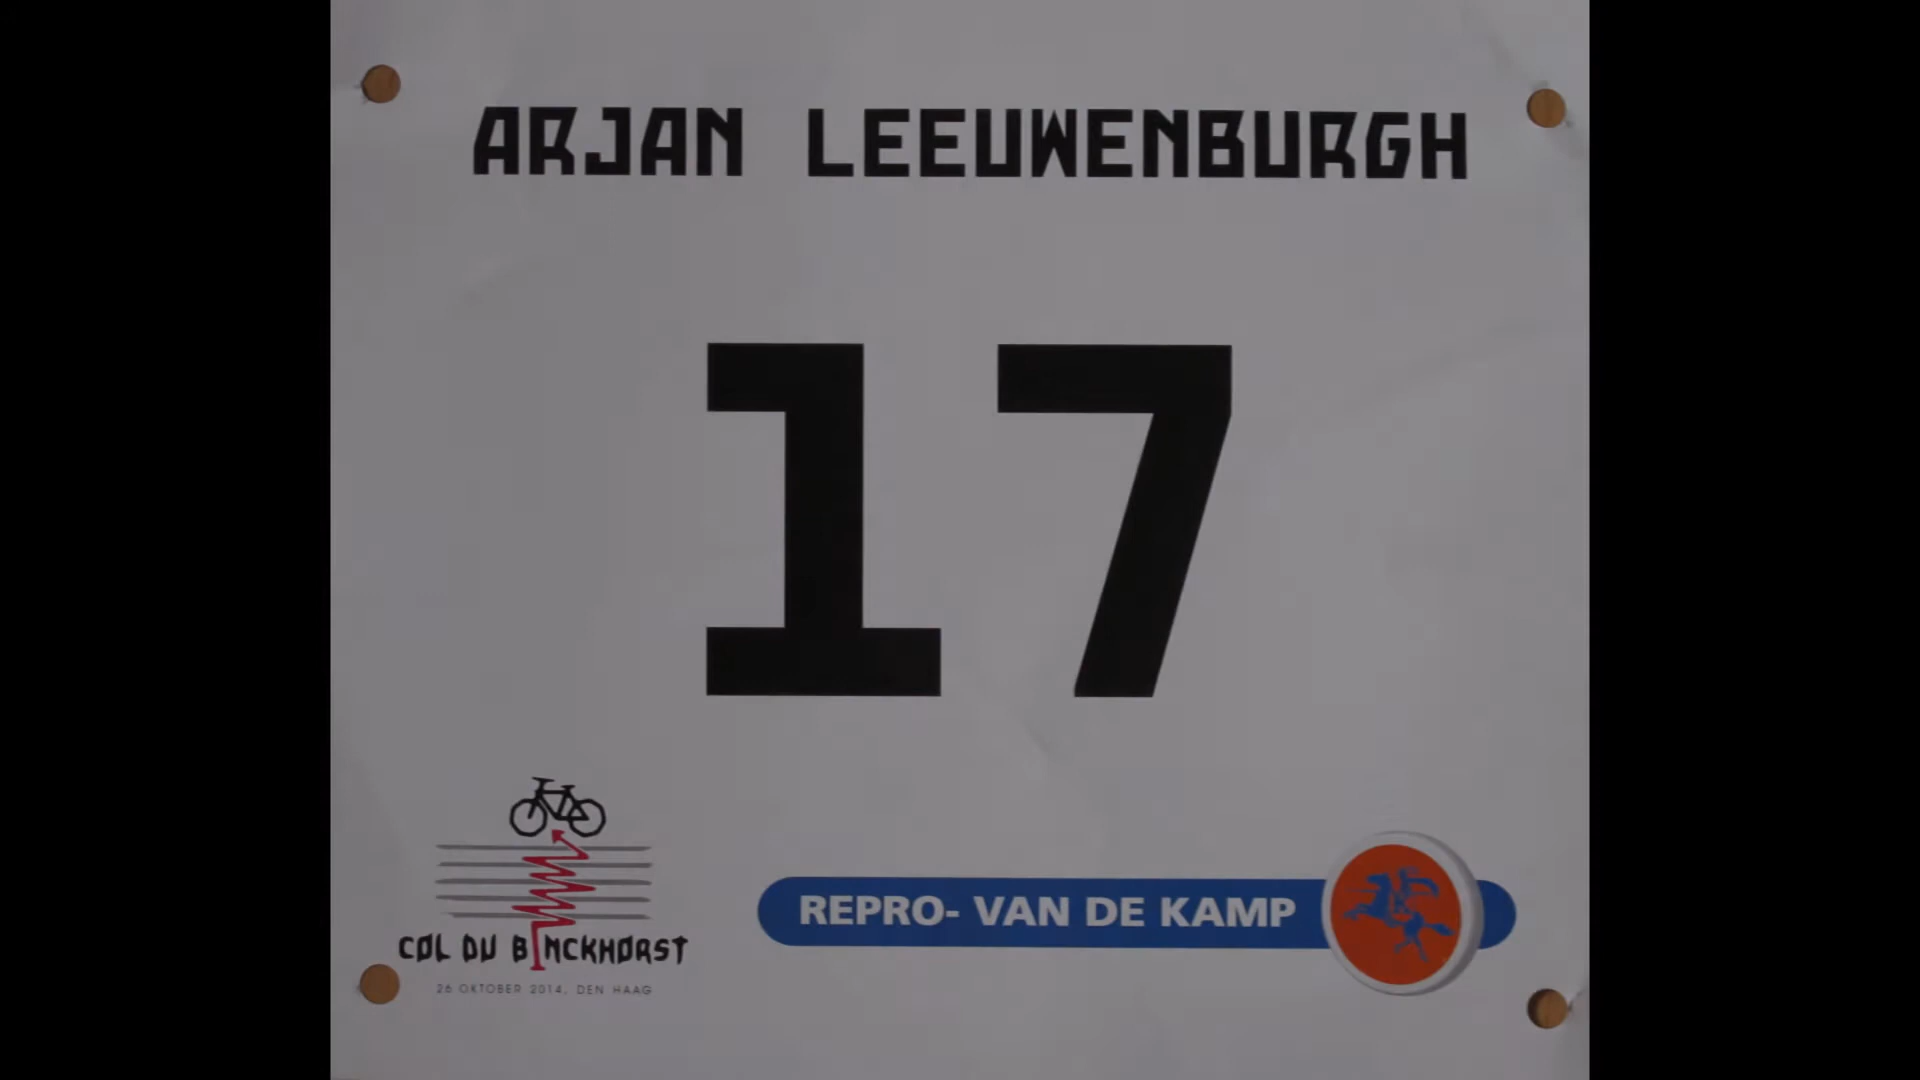 ARJAN LEEUWENBURGH
17
COL DU BINCKHORST
26 OKTOBER 2014, DEN HAAG
REPRO- VAN DE KAMP